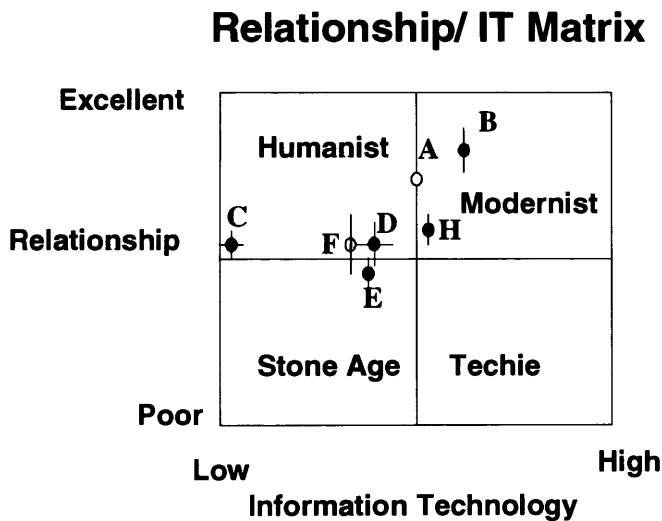 Relationship/ IT Matrix
Excellent
B
Humanist
A
Modernist
C
Relationship
F
D
H
E
Stone Age
Techie
Poor
Low
High
Information Technology